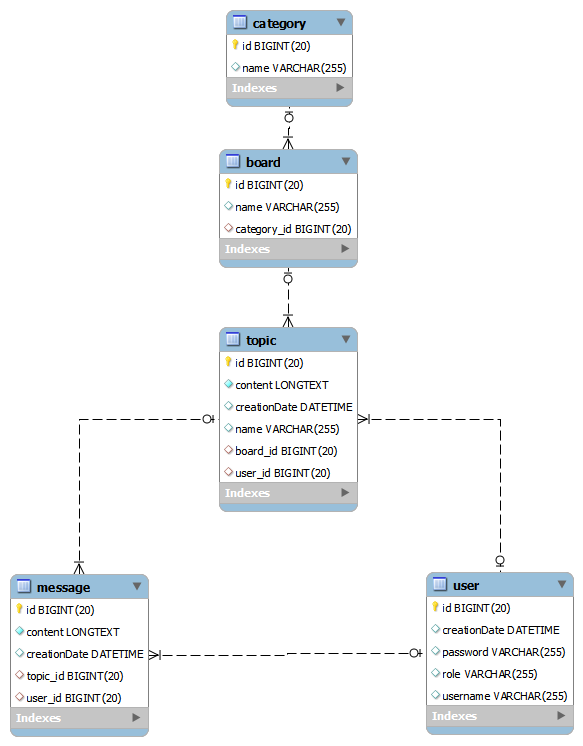 category
id BIGINT(20)
name VARCHAR(255)
Indexes
board
id BIGINT(20)
name VARCHAR(255)
category_id BIGINT(20)
Indexes
topic
id BIGINT(20)
content LONGTEXT
creationDate DATETIME
name VARCHAR(255)
board_id BIGINT(20)
user_id BIGINT(20)
Indexes
message
id BIGINT(20)
content LONGTEXT
creationDate DATETIME
topic_id BIGINT(20)
user_id BIGINT(20)
Indexes
user
id BIGINT(20)
creationDate DATETIME
password VARCHAR(255)
role VARCHAR(255)
username VARCHAR(255)
Indexes